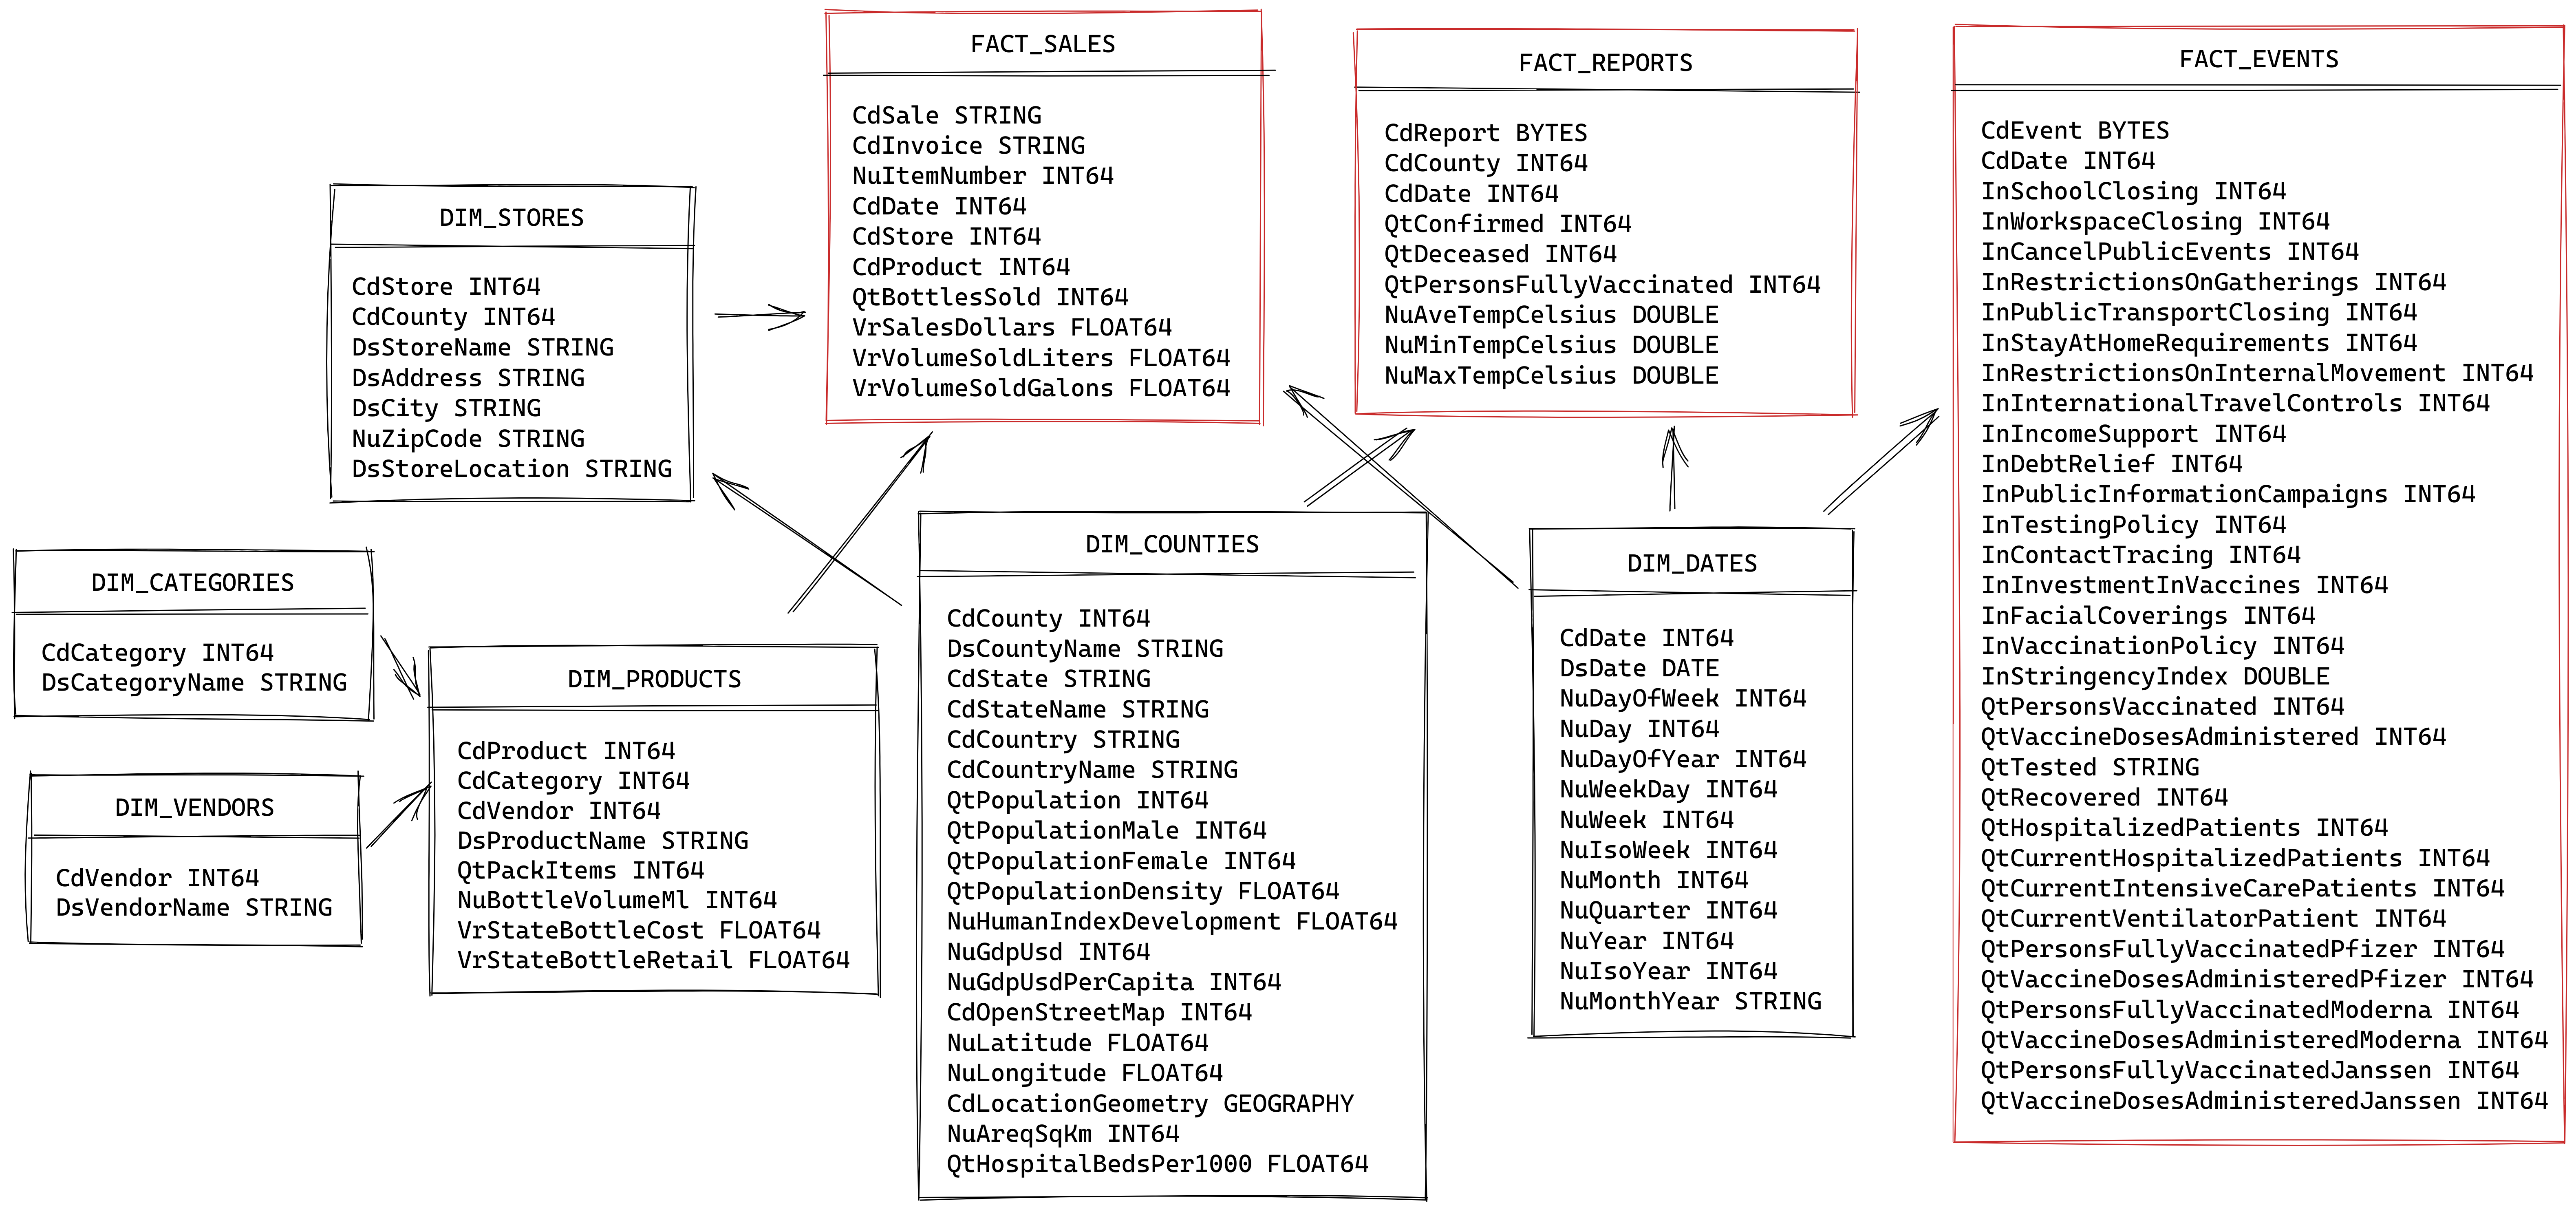 FACT_SALES
CdSale STRING
CdInvoice STRING
NuItemNumber INT64
CdDate INT64
CdStore INT64
CdProduct INT64
QtBottlesSold INT64
VrSalesDollars FLOAT64
VrVolumeSoldLiters FLOAT64
VrVolumeSoldGalons FLOAT64
FACT_REPORTS
CdReport BYTES
CdCounty INT64
CdDate INT64
QtConfirmed INT64
QtDeceased INT64
QtPersonsFullyVaccinated INT64
NuAveTempCelsius DOUBLE
NuMinTempCelsius DOUBLE
NuMaxTempCelsius DOUBLE
FACT_EVENTS
CdEvent BYTES
CdDate INT64
InSchoolClosing INT64
InWorkspaceClosing INT64
InCancelPublicEvents INT64
InRestrictionsOnGatherings INT64
InPublicTransportClosing INT64
InStayAtHomeRequirements INT64
InRestrictionsOnInternalMovement INT64
InInternationalTravelControls INT64
InIncomeSupport INT64
InDebtRelief INT64
InPublicInformationCampaigns INT64
InTestingPolicy INT64
InContactTracing INT64
InInvestmentInVaccines INT64
InFacialCoverings INT64
InVaccinationPolicy INT64
InStringencyIndex DOUBLE
QtPersonsVaccinated INT64
QtVaccineDosesAdministered INT64
QtTested STRING
QtRecovered INT64
QtHospitalizedPatients INT64
QtCurrentHospitalizedPatients INT64
QtCurrentIntensiveCarePatients INT64
QtCurrentVentilatorPatient INT64
QtPersonsFullyVaccinatedPfizer INT64
QtVaccineDosesAdministeredPfizer INT64
QtPersonsFullyVaccinatedModerna INT64
QtVaccineDosesAdministeredModerna INT64
QtPersonsFullyVaccinatedJanssen INT64
QtVaccineDosesAdministeredJanssen INT64
DIM_STORES
CdStore INT64
CdCounty INT64
DsStoreName STRING
DsAddress STRING
DsCity STRING
NuZipCode STRING
DsStoreLocation STRING
DIM_CATEGORIES
CdCategory INT64
DsCategoryName STRING
DIM_VENDORS
CdVendor INT64
DsVendorName STRING
DIM_PRODUCTS
CdProduct INT64
CdCategory INT64
CdVendor INT64
DsProductName STRING
QtPackItems INT64
NuBottleVolumeMl INT64
VrStateBottleCost FLOAT64
VrStateBottleRetail FLOAT64
DIM_COUNTIES
CdCounty INT64
DsCountyName STRING
CdState STRING
CdStateName STRING
CdCountry STRING
CdCountryName STRING
QtPopulation INT64
QtPopulationMale INT64
QtPopulationFemale INT64
QtPopulationDensity FLOAT64
NuHumanIndexDevelopment FLOAT64
NuGdpUsd INT64
NuGdpUsdPerCapita INT64
CdOpenStreetMap INT64
NuLatitude FLOAT64
NuLongitude FLOAT64
CdLocationGeometry GEOGRAPHY
NuAreqSqKm INT64
QtHospitalBedsPer1000 FLOAT64
DIM_DATES
CdDate INT64
DsDate DATE
NuDayOfWeek INT64
NuDay INT64
NuDayOfYear INT64
NuWeekDay INT64
NuWeek INT64
NuIsoWeek INT64
NuMonth INT64
NuQuarter INT64
NuYear INT64
NuIsoYear INT64
NuMonthYear STRING